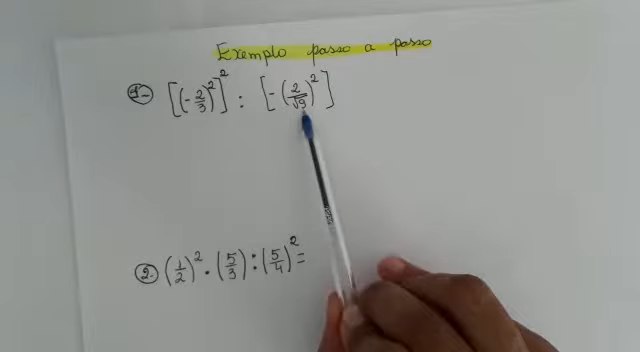 Exemplo passo a passo
1- [(-2/3)²]² : [-(2/√9)²]
2- (1/2)² . (5/3) : (5/4)² =